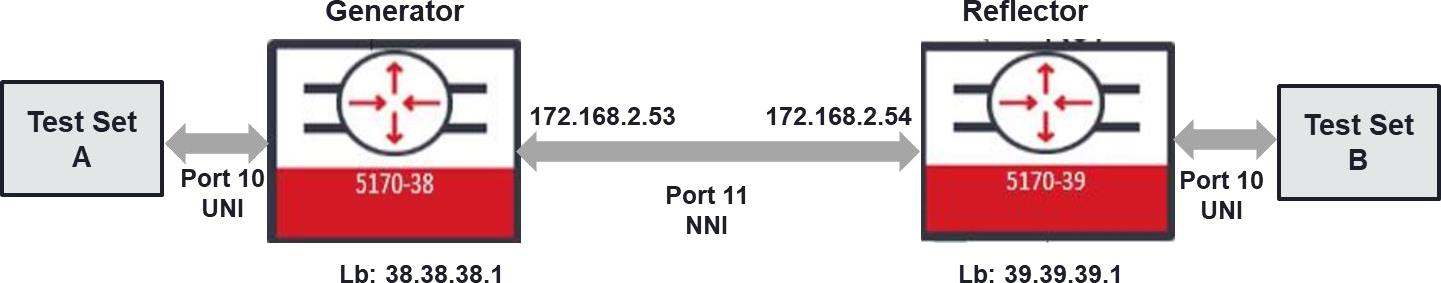 Generator
Reflector
Test Set
A
Port 10
UNI
5170-38
Lb: 38.38.38.1
172.168.2.53
172.168.2.54
Port 11
NNI
5170-39
Lb: 39.39.39.1
Port 10
UNI
Test Set
B